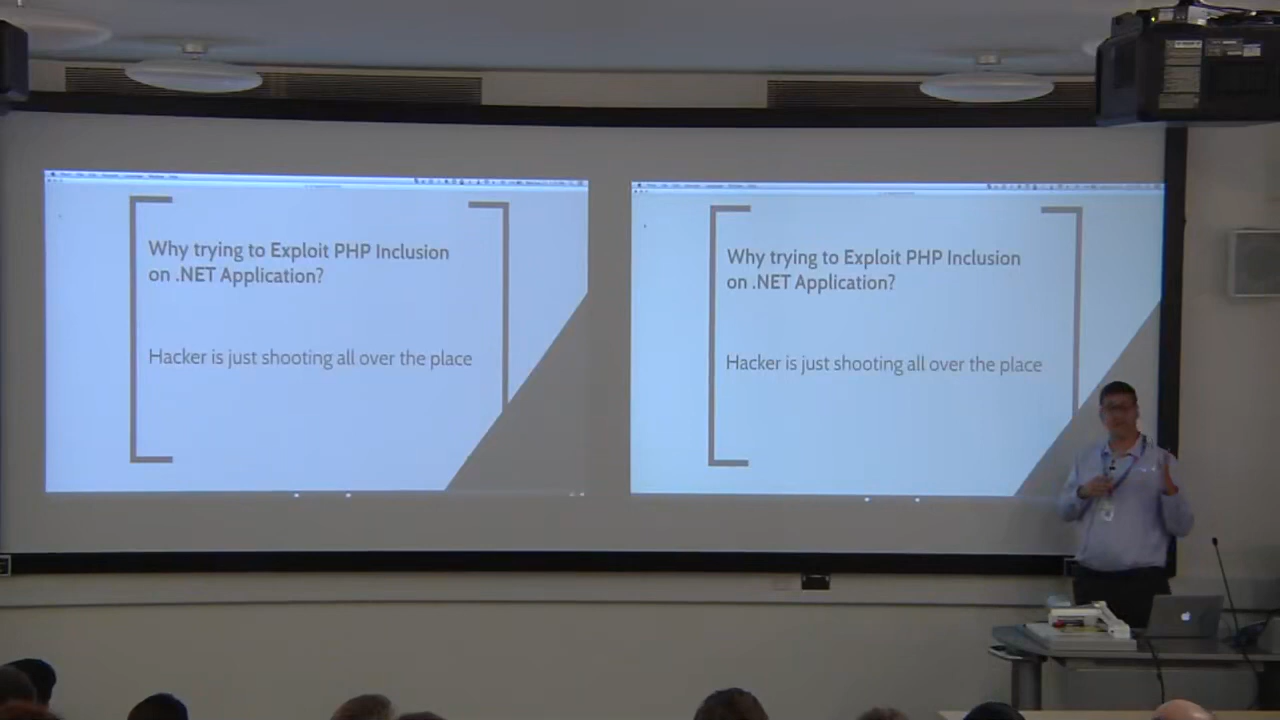 Why trying to Exploit PHP Inclusion
on .NET Application?
Hacker is just shooting all over the place
Why trying to Exploit PHP Inclusion
on .NET Application?
Hacker is just shooting all over the place